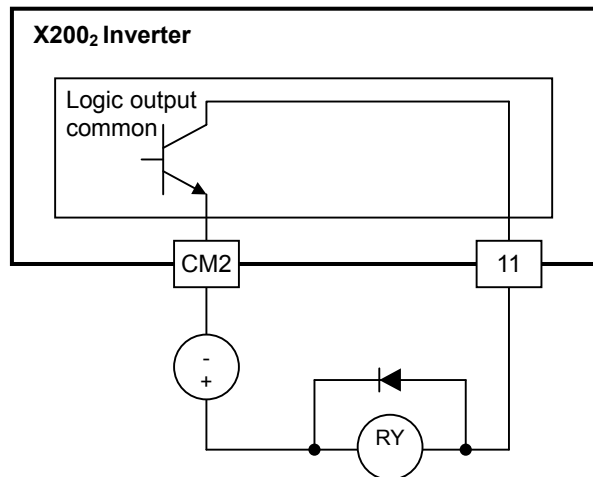 X200₂ Inverter
Logic output
common
CM2
11
-
+
RY